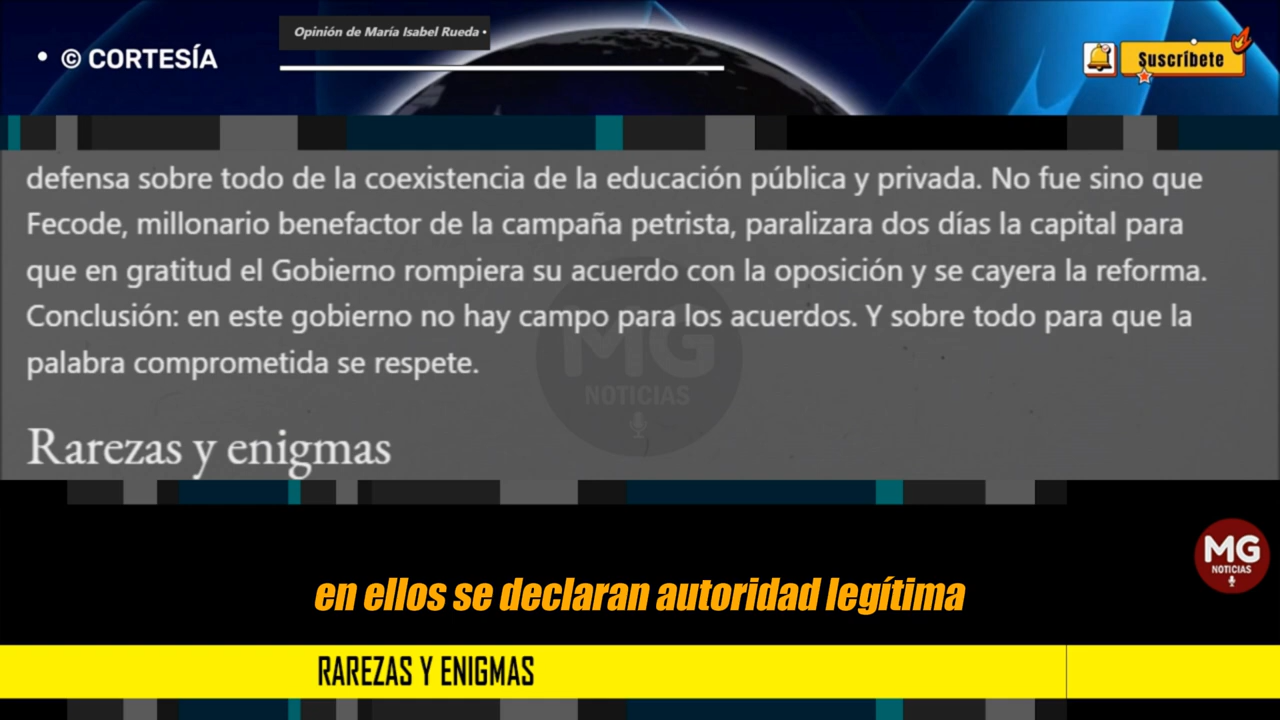 • © CORTESÍA
Opinión de María Isabel Rueda •
Suscríbete
defensa sobre todo de la coexistencia de la educación pública y privada. No fue sino que
Fecode, millonario benefactor de la campaña petrista, paralizara dos días la capital para
que en gratitud el Gobierno rompiera su acuerdo con la oposición y se cayera la reforma.
Conclusión: en este gobierno no hay campo para los acuerdos. Y sobre todo para que la
palabra comprometida se respete.
MG
NOTICIAS
Rarezas y enigmas
MG
NOTICIAS
en ellos se declaran autoridad legítima
RAREZAS Y ENIGMAS